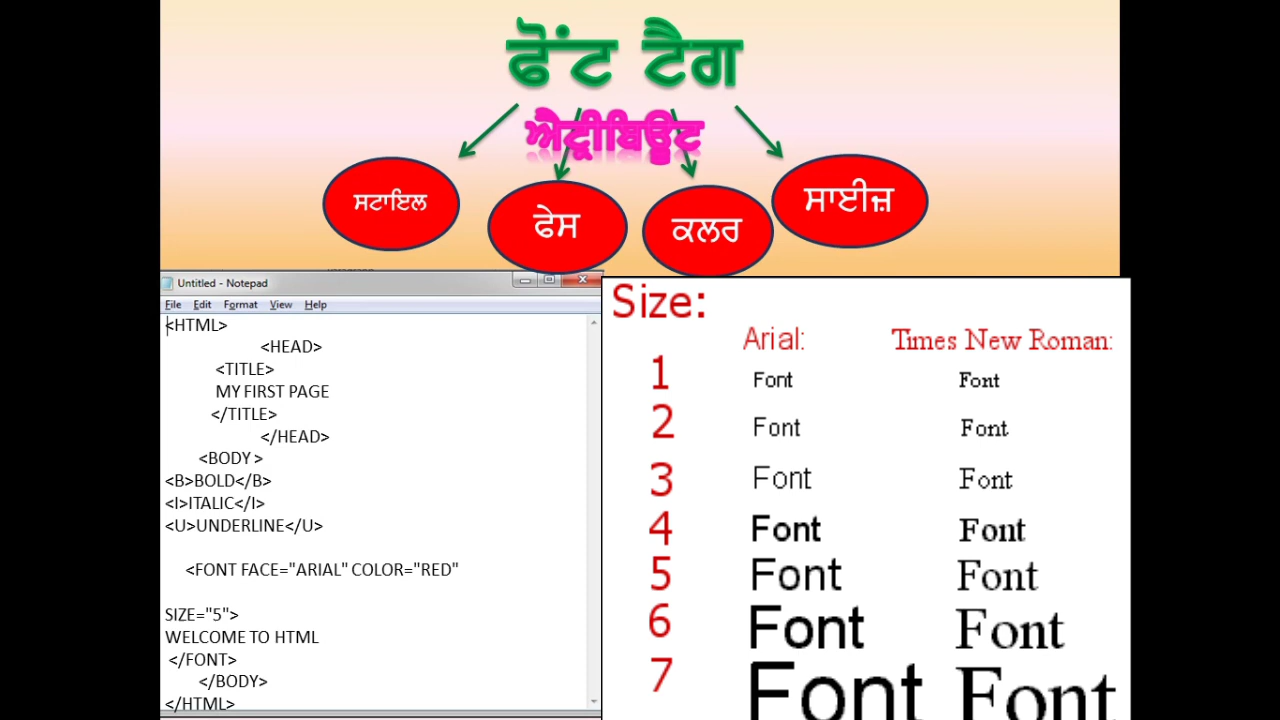 ਫੋਂਟ ਟੈਗ
ਐਟ੍ਰੀਬਿਊਟ
ਸਟਾਇਲ
ਫੇਸ
ਕਲਰ
ਸਾਈਜ਼
Untitled - Notepad
File Edit Format View Help
<HTML>
<HEAD>
<TITLE>
MY FIRST PAGE
</TITLE>
</HEAD>
<BODY >
<B>BOLD</B>
<I>ITALIC</I>
<U>UNDERLINE</U>
<FONT FACE="ARIAL" COLOR="RED"
SIZE="5">
WELCOME TO HTML
</FONT>
</BODY>
</HTML>
Size:
Arial: Times New Roman:
1 Font Font
2 Font Font
3 Font Font
4 Font Font
5 Font Font
6 Font Font
7 Font Font